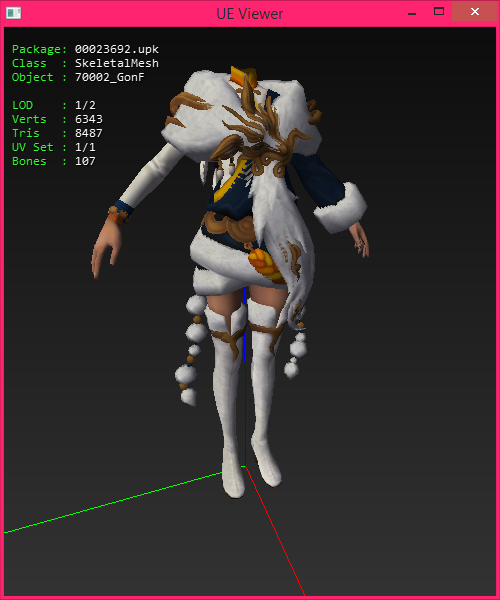 UE Viewer
Package: 00023692.upk
Class  : SkeletalMesh
Object : 70002_GonF
LOD    : 1/2
Verts  : 6343
Tris   : 8487
UV Set : 1/1
Bones  : 107